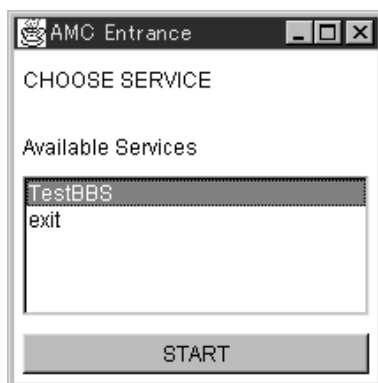 AMC Entrance
CHOOSE SERVICE
Available Services
TestBBS
exit
START